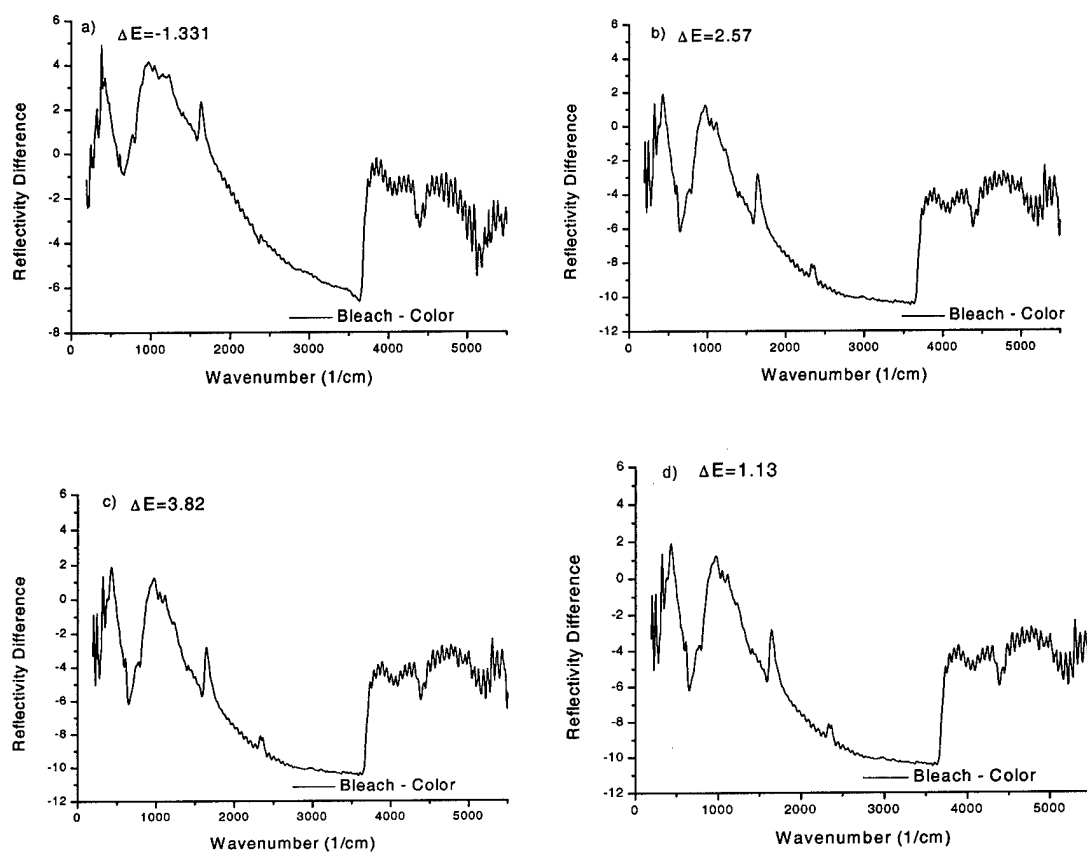 a) ΔE=-1.331
6
4
2
0
-2
-4
-6
-8
Reflectivity Difference
Bleach - Color
0 1000 2000 3000 4000 5000
Wavenumber (1/cm)
b) ΔE=2.57
6
4
2
0
-2
-4
-6
-8
-10
-12
Reflectivity Difference
Bleach - Color
0 1000 2000 3000 4000 5000
Wavenumber (1/cm)
c) ΔE=3.82
6
4
2
0
-2
-4
-6
-8
-10
-12
Reflectivity Difference
Bleach - Color
0 1000 2000 3000 4000 5000
Wavenumber (1/cm)
d) ΔE=1.13
6
4
2
0
-2
-4
-6
-8
-10
-12
Reflectivity Difference
Bleach - Color
0 1000 2000 3000 4000 5000
Wavenumber (1/cm)